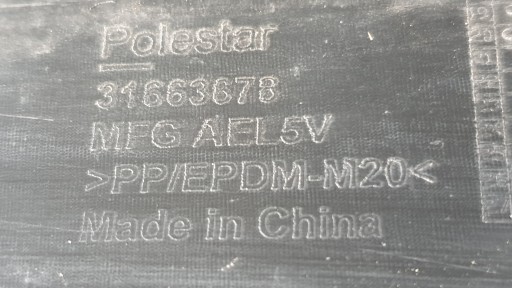 Polestar
31663678
MFG AEL5V
>PP/EPDM-M20<
Made in China